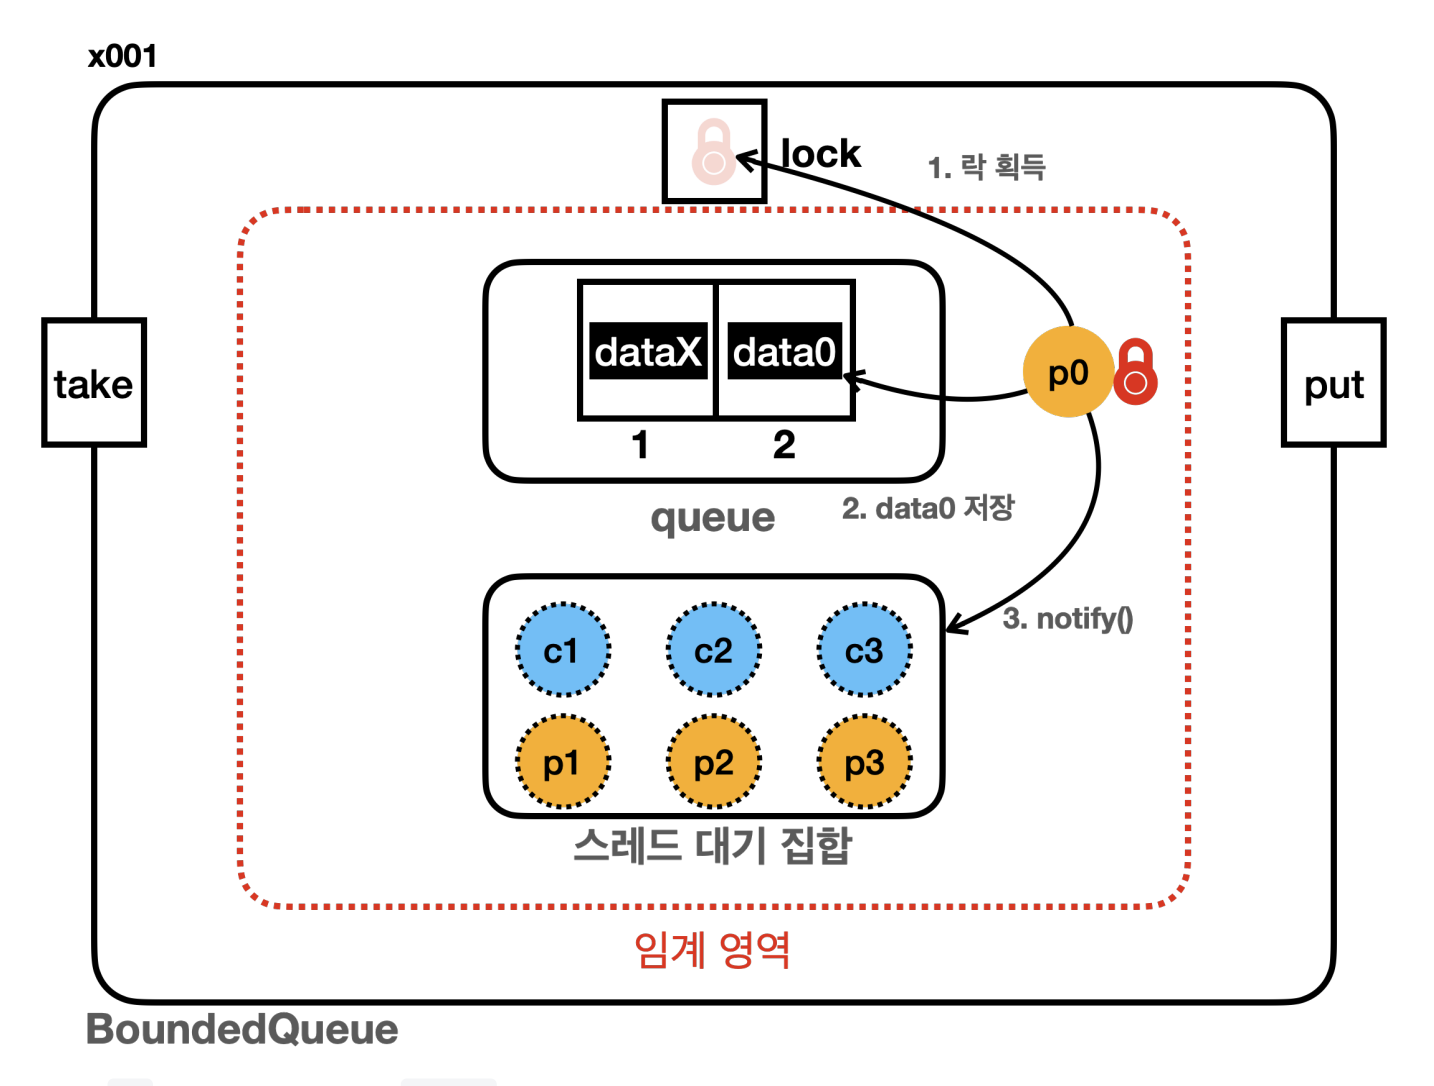 x001
lock
1. 락 획득
dataX
data0
p0
take
put
1
2
queue
2. data0 저장
c1
c2
c3
3. notify()
p1
p2
p3
스레드 대기 집합
임계 영역
BoundedQueue